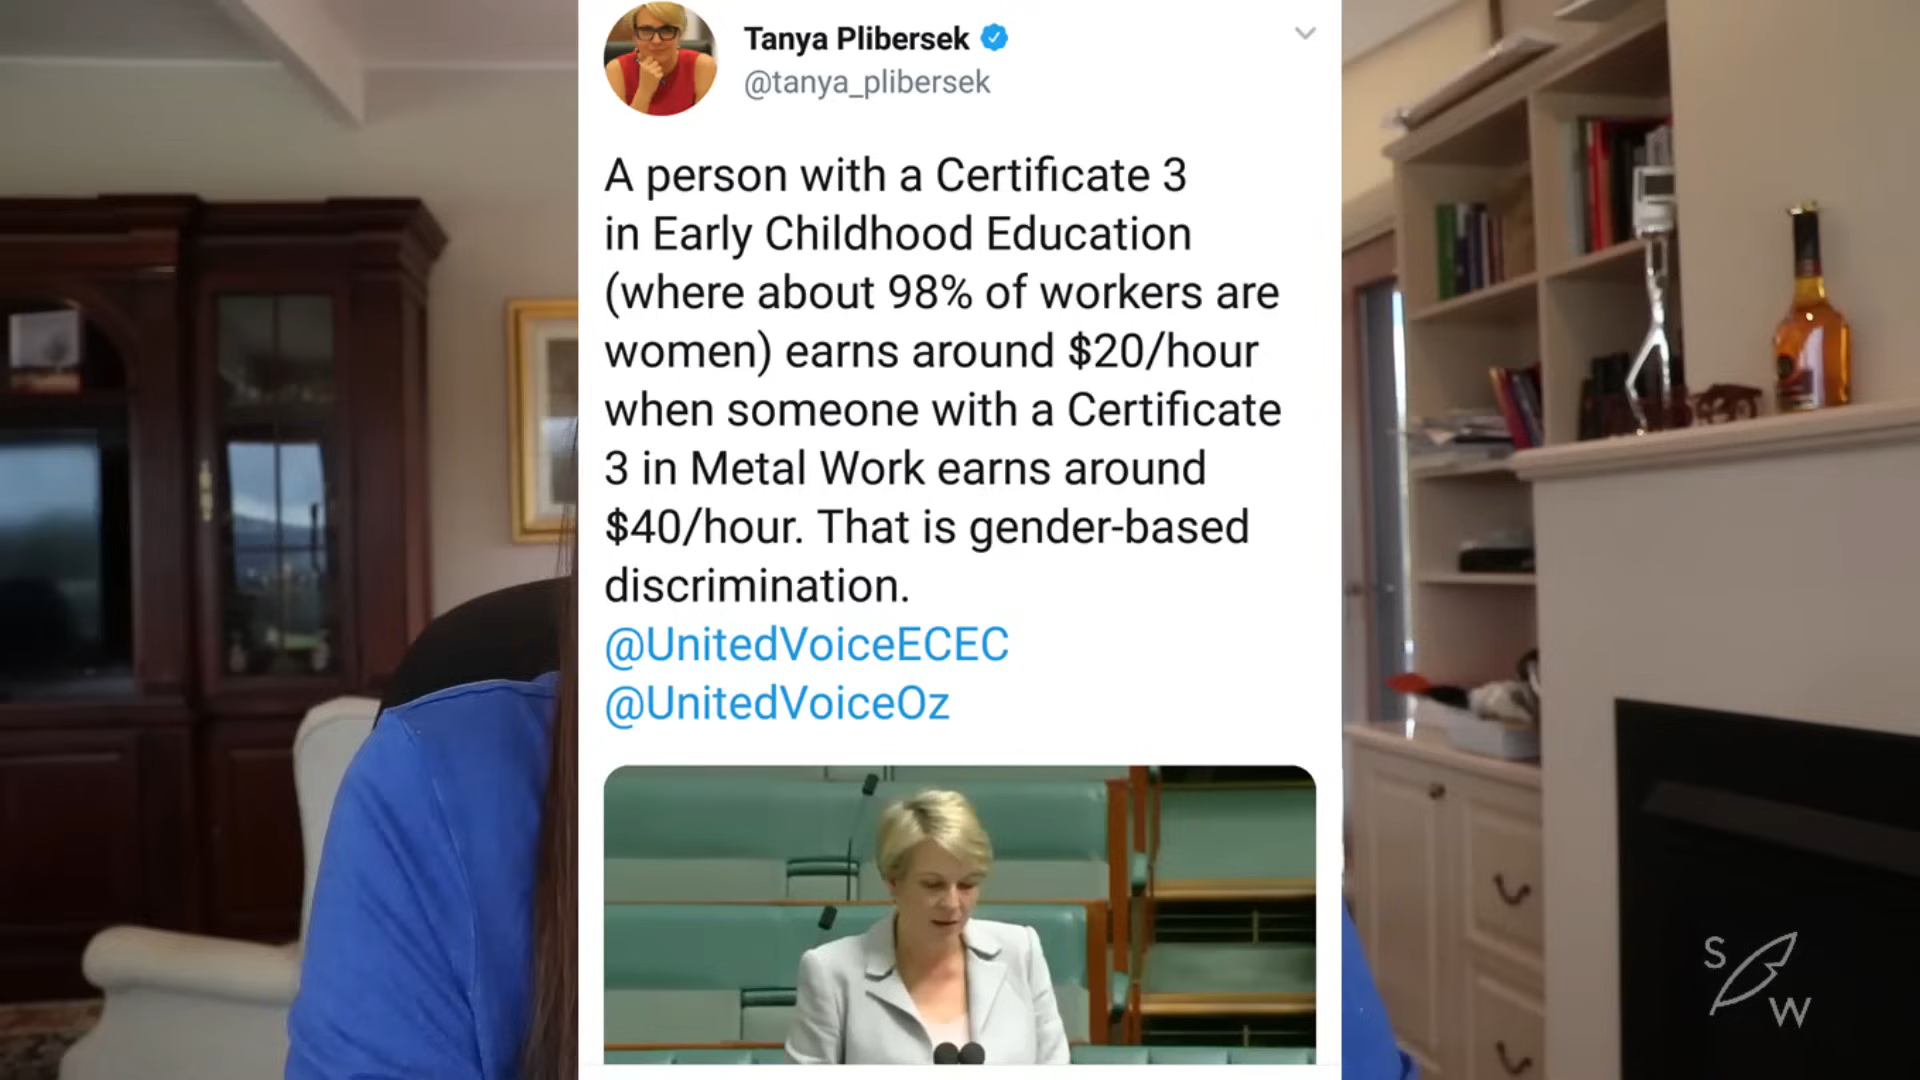 Tanya Plibersek
@tanya_plibersek
A person with a Certificate 3
in Early Childhood Education
(where about 98% of workers are
women) earns around $20/hour
when someone with a Certificate
3 in Metal Work earns around
$40/hour. That is gender-based
discrimination.
@UnitedVoiceECEC
@UnitedVoiceOz
S
W